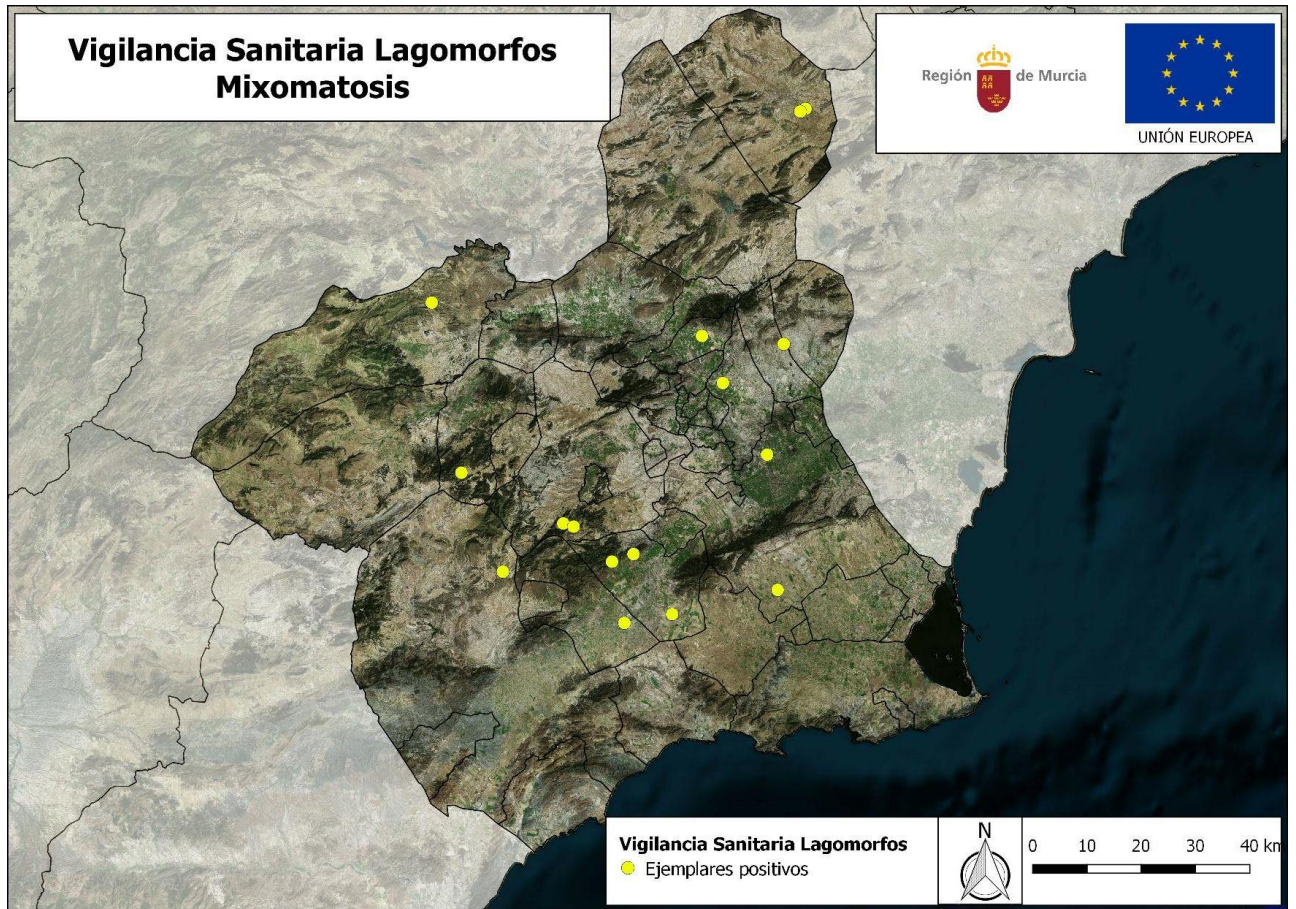 Vigilancia Sanitaria Lagomorfos
Mixomatosis
Región de Murcia
UNIÓN EUROPEA
Vigilancia Sanitaria Lagomorfos
Ejemplares positivos
N
0 10 20 30 40 km